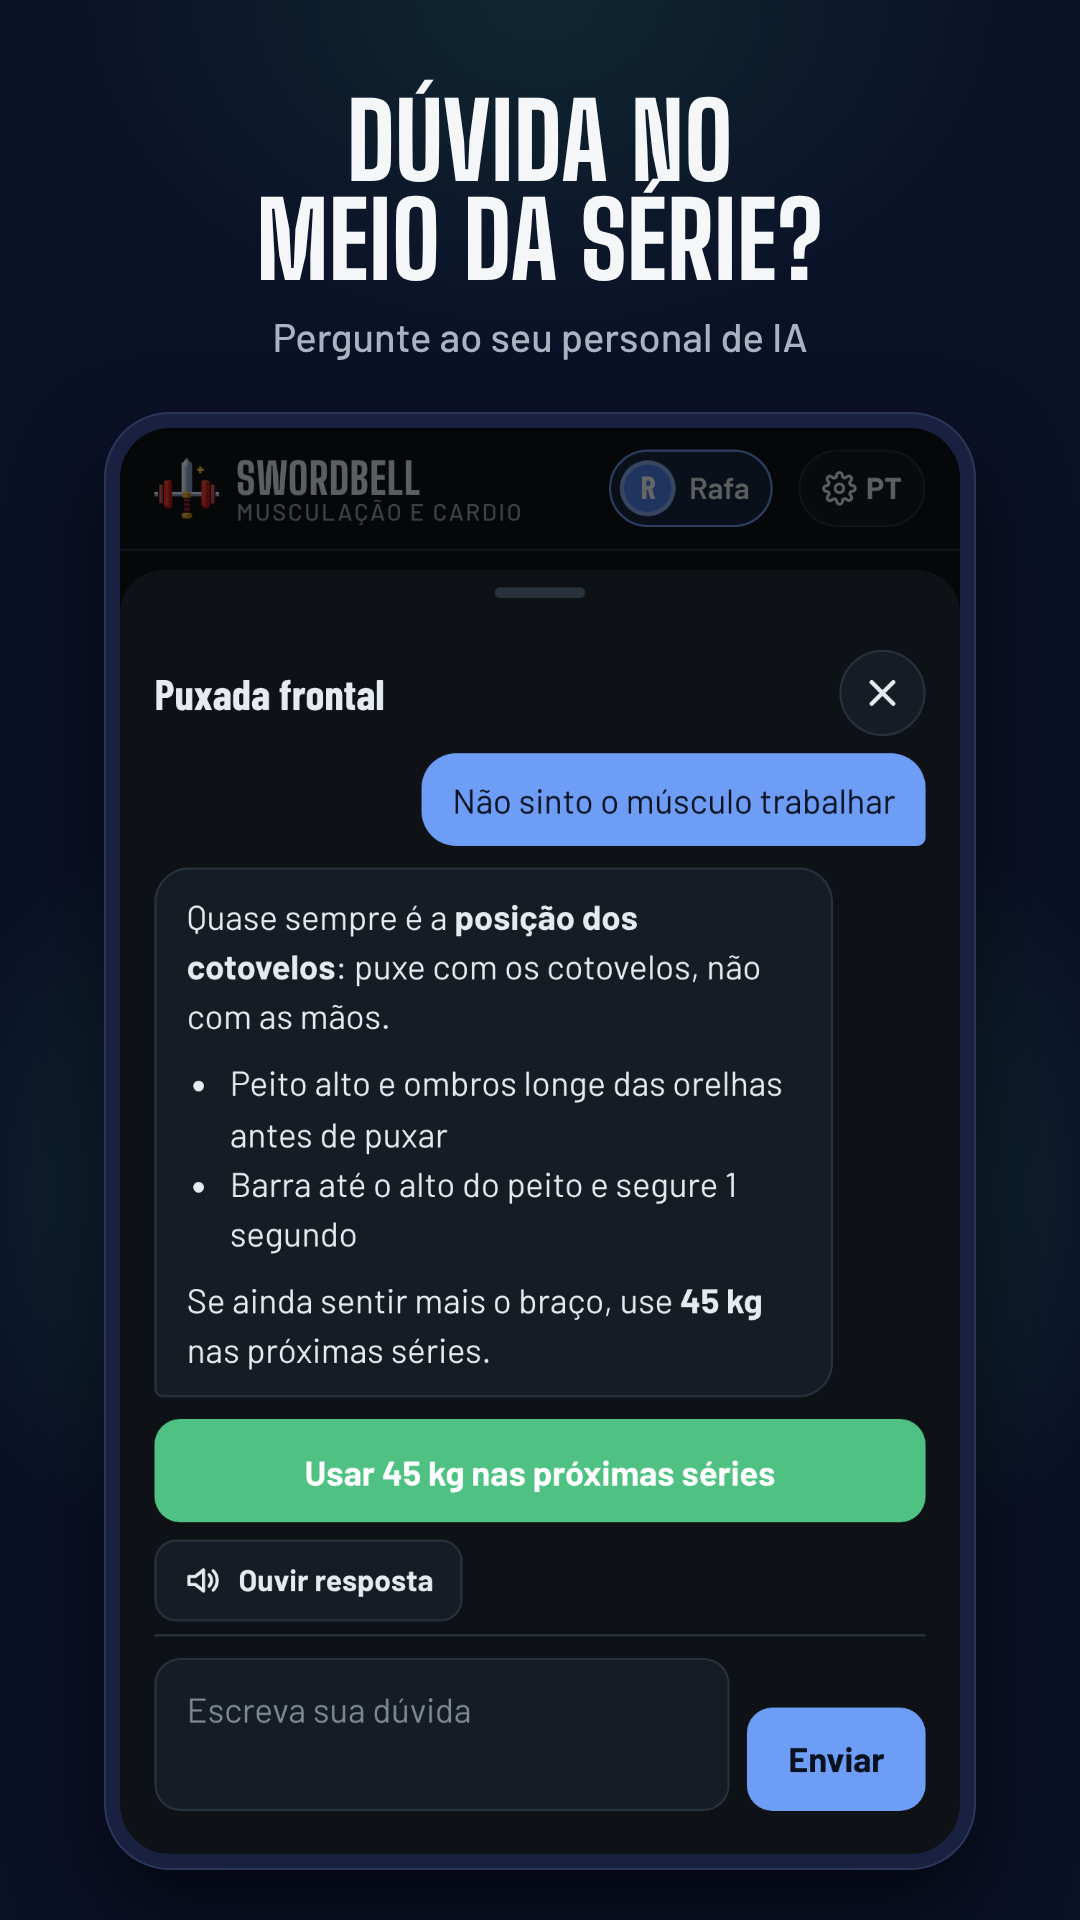 DÚVIDA NO
MEIO DA SÉRIE?
Pergunte ao seu personal de IA
SWORDBELL
MUSCULAÇÃO E CARDIO
R Rafa
PT
Puxada frontal
Não sinto o músculo trabalhar
Quase sempre é a posição dos
cotovelos: puxe com os cotovelos, não
com as mãos.
• Peito alto e ombros longe das orelhas
antes de puxar
• Barra até o alto do peito e segure 1
segundo
Se ainda sentir mais o braço, use 45 kg
nas próximas séries.
Usar 45 kg nas próximas séries
Ouvir resposta
Escreva sua dúvida
Enviar